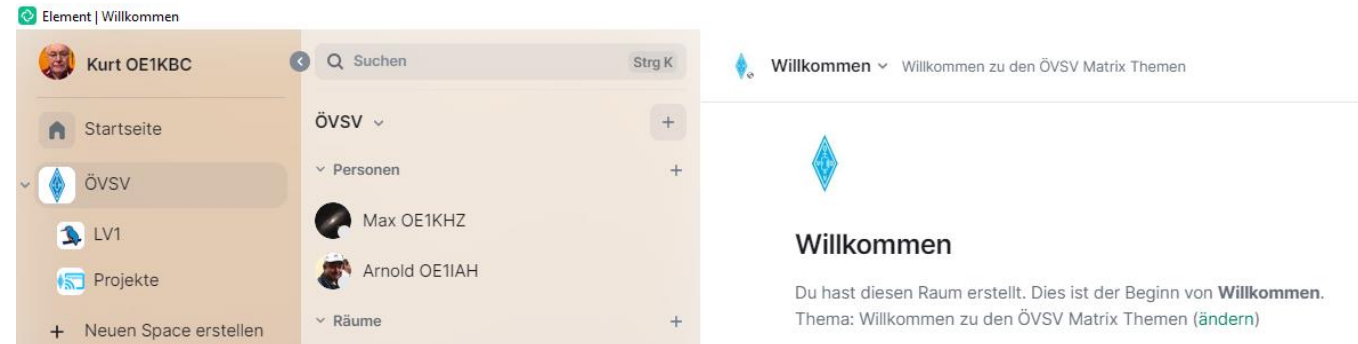 Element | Willkommen
Kurt OE1KBC
Startseite
ÖVSV
LV1
Projekte
+ Neuen Space erstellen
Suchen Strg K
ÖVSV +
Personen +
Max OE1KHZ
Arnold OE1IAH
Räume +
Willkommen Willkommen zu den ÖVSV Matrix Themen
Willkommen
Du hast diesen Raum erstellt. Dies ist der Beginn von Willkommen.
Thema: Willkommen zu den ÖVSV Matrix Themen (ändern)